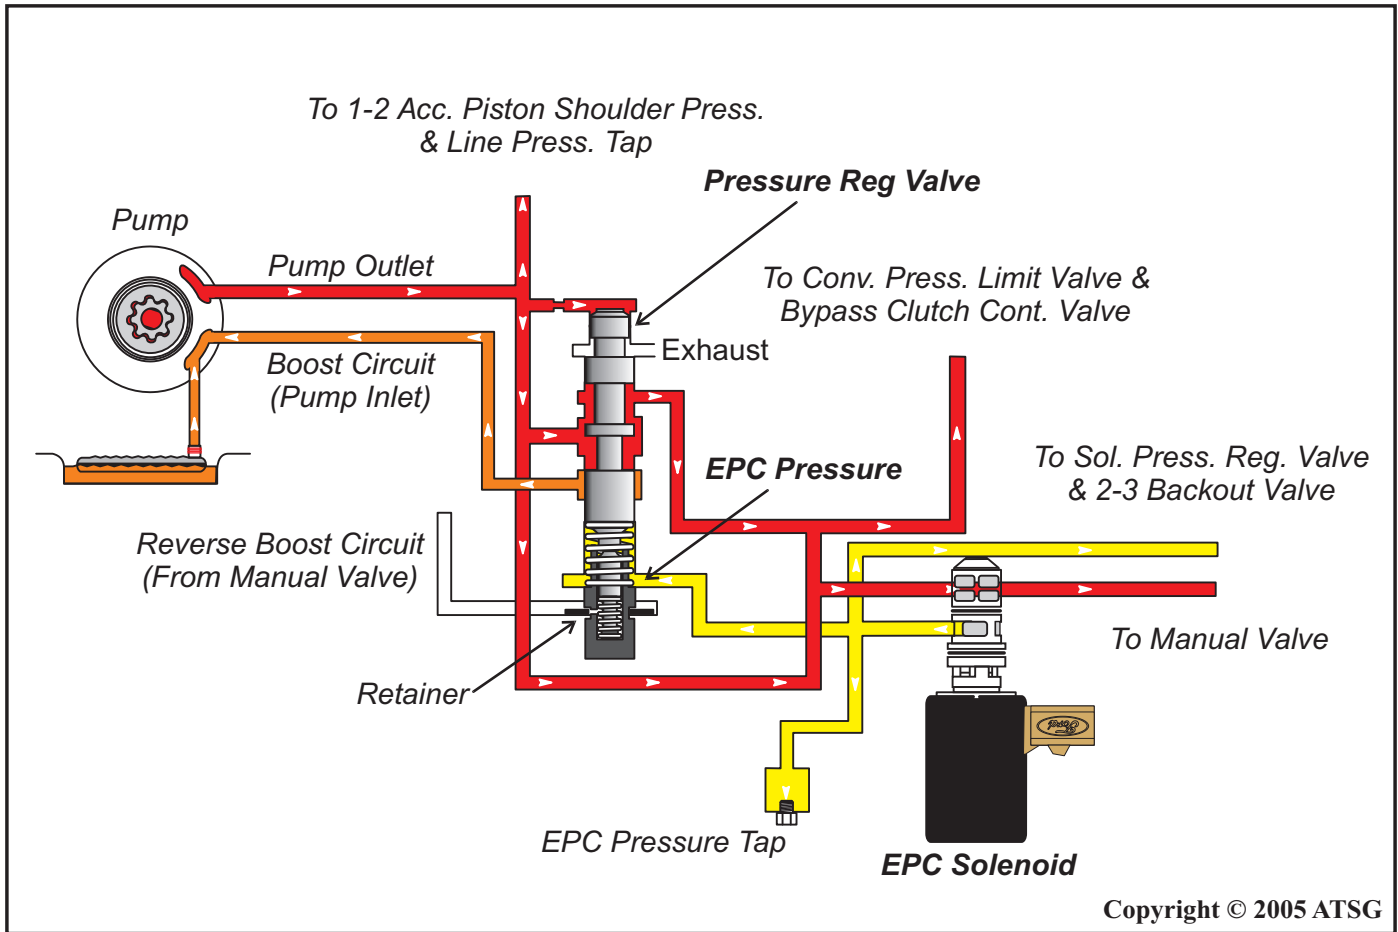 To 1-2 Acc. Piston Shoulder Press.
& Line Press. Tap
Pressure Reg Valve
Pump
Pump Outlet
To Conv. Press. Limit Valve &
Bypass Clutch Cont. Valve
Exhaust
Boost Circuit
(Pump Inlet)
EPC Pressure
To Sol. Press. Reg. Valve
& 2-3 Backout Valve
Reverse Boost Circuit
(From Manual Valve)
To Manual Valve
Retainer
EPC Pressure Tap
EPC Solenoid
Copyright © 2005 ATSG